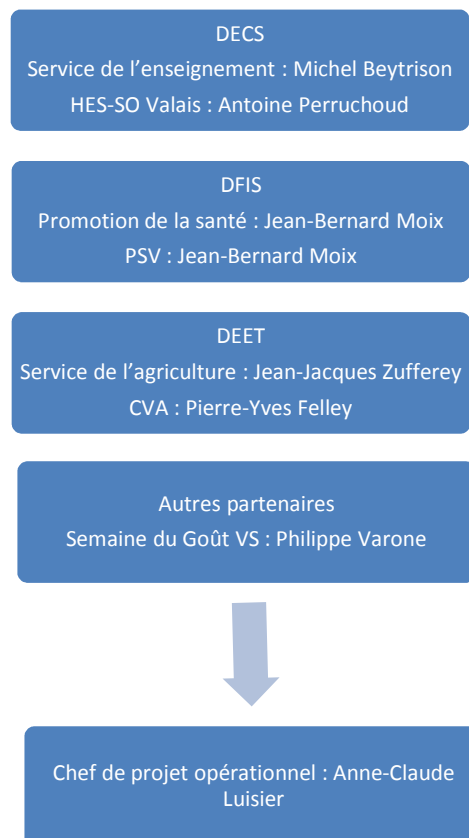 DECS
Service de l’enseignement : Michel Beytrison
HES-SO Valais : Antoine Perruchoud
DFIS
Promotion de la santé : Jean-Bernard Moix
PSV : Jean-Bernard Moix
DEET
Service de l’agriculture : Jean-Jacques Zufferey
CVA : Pierre-Yves Felley
Autres partenaires
Semaine du Goût VS : Philippe Varone
Chef de projet opérationnel : Anne-Claude
Luisier